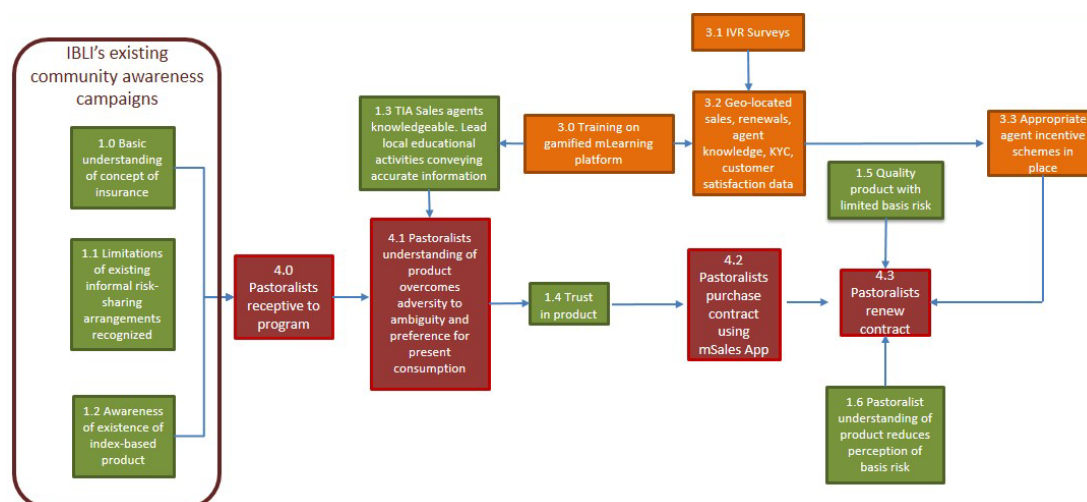 IBLI's existing
community awareness
campaigns
1.0 Basic
understanding
of concept of
insurance
1.1 Limitations
of existing
informal risk-
sharing
arrangements
recognized
1.2 Awareness
of existence of
index-based
product
4.0
Pastoralists
receptive to
program
1.3 TIA Sales agents
knowledgeable. Lead
local educational
activities conveying
accurate information
4.1 Pastoralists
understanding of
product
overcomes
adversity to
ambiguity and
preference for
present
consumption
3.0 Training on
gamified mLearning
platform
1.4 Trust
in product
3.1 IVR Surveys
3.2 Geo-located
sales, renewals,
agent
knowledge, KYC,
customer
satisfaction data
4.2
Pastoralists
purchase
contract
using
mSales App
3.3 Appropriate
agent incentive
schemes in
place
1.5 Quality
product with
limited basis
risk
4.3
Pastoralists
renew
contract
1.6 Pastoralist
understanding of
product reduces
perception of
basis risk